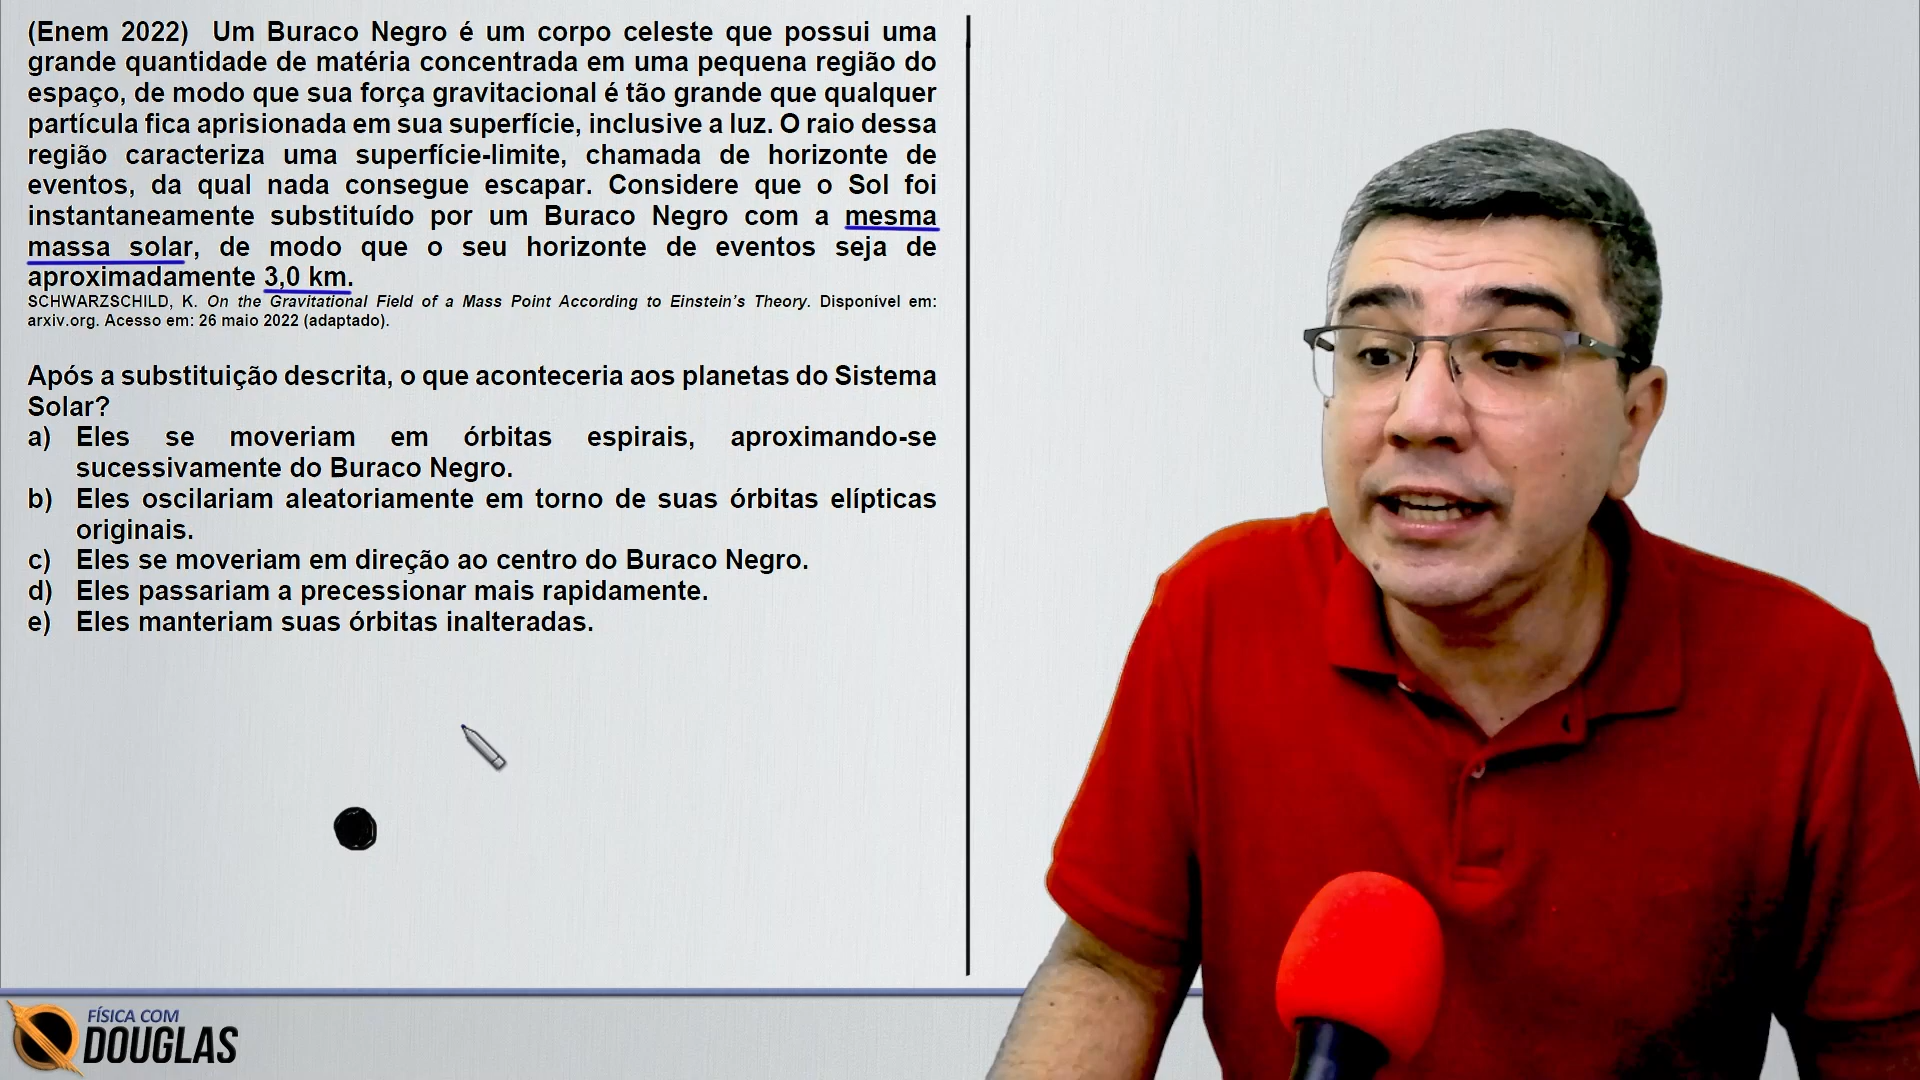 (Enem 2022) Um Buraco Negro é um corpo celeste que possui uma
grande quantidade de matéria concentrada em uma pequena região do
espaço, de modo que sua força gravitacional é tão grande que qualquer
partícula fica aprisionada em sua superfície, inclusive a luz. O raio dessa
região caracteriza uma superfície-limite, chamada de horizonte de
eventos, da qual nada consegue escapar. Considere que o Sol foi
instantaneamente substituído por um Buraco Negro com a mesma
massa solar, de modo que o seu horizonte de eventos seja de
aproximadamente 3,0 km.
SCHWARZSCHILD, K. On the Gravitational Field of a Mass Point According to Einstein's Theory. Disponível em:
arxiv.org. Acesso em: 26 maio 2022 (adaptado).
Após a substituição descrita, o que aconteceria aos planetas do Sistema
Solar?
a) Eles se moveriam em órbitas espirais, aproximando-se
sucessivamente do Buraco Negro.
b) Eles oscilariam aleatoriamente em torno de suas órbitas elípticas
originais.
c) Eles se moveriam em direção ao centro do Buraco Negro.
d) Eles passariam a precessionar mais rapidamente.
e) Eles manteriam suas órbitas inalteradas.
FÍSICA COM
DOUGLAS